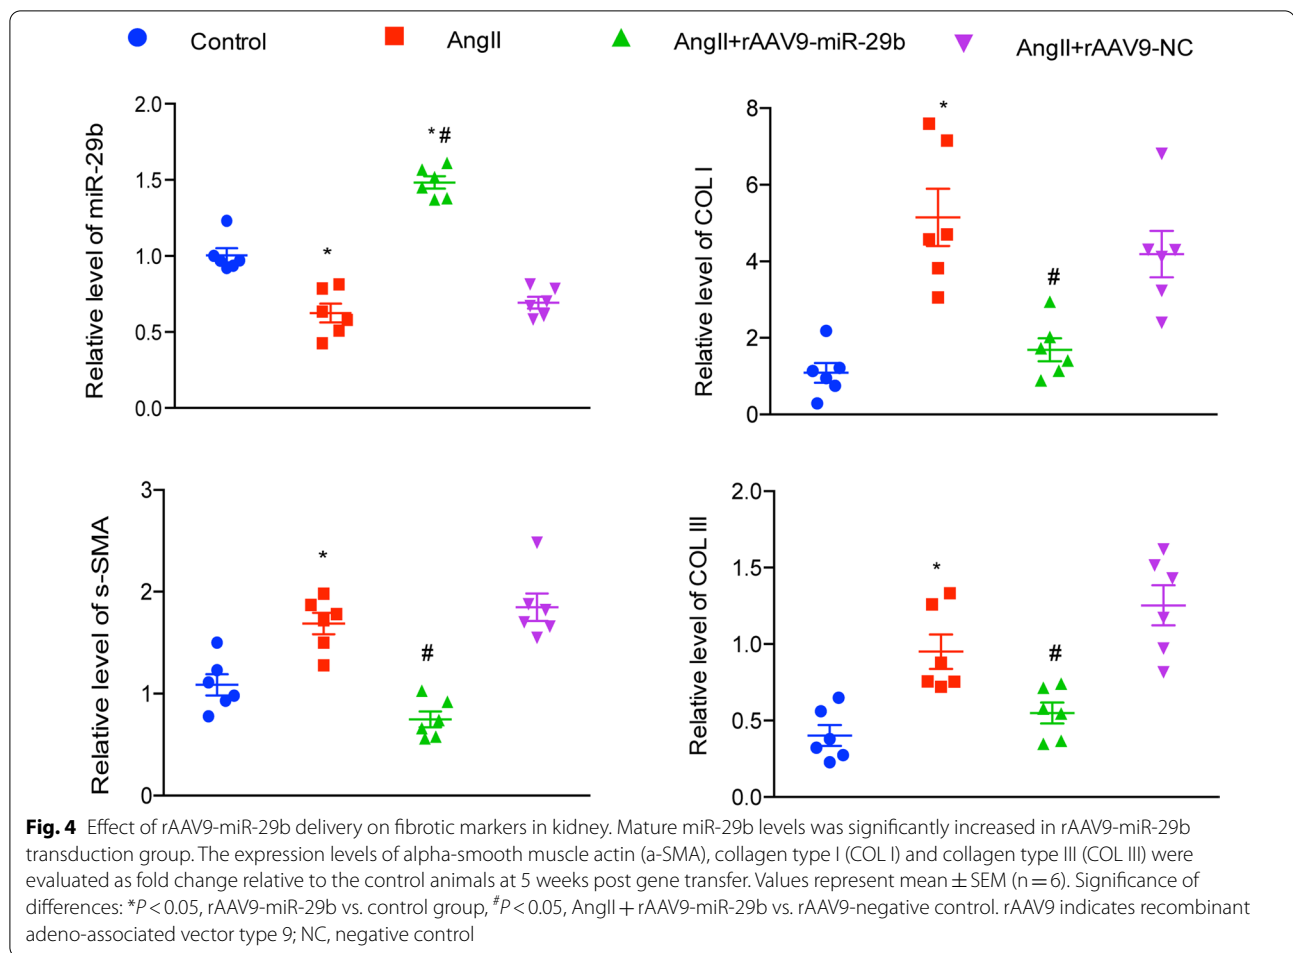 Control AngII AngII+rAAV9-miR-29b AngII+rAAV9-NC
Relative level of miR-29b
2.0
1.5
1.0
0.5
0.0
*
* #
Relative level of COL I
8
6
4
2
0
*
#
Relative level of s-SMA
3
2
1
0
*
#
Relative level of COL III
2.0
1.5
1.0
0.5
0.0
*
#
Fig. 4 Effect of rAAV9-miR-29b delivery on fibrotic markers in kidney. Mature miR-29b levels was significantly increased in rAAV9-miR-29b
transduction group. The expression levels of alpha-smooth muscle actin (a-SMA), collagen type I (COL I) and collagen type III (COL III) were
evaluated as fold change relative to the control animals at 5 weeks post gene transfer. Values represent mean ± SEM (n = 6). Significance of
differences: *P < 0.05, rAAV9-miR-29b vs. control group, #P < 0.05, AngII + rAAV9-miR-29b vs. rAAV9-negative control. rAAV9 indicates recombinant
adeno-associated vector type 9; NC, negative control